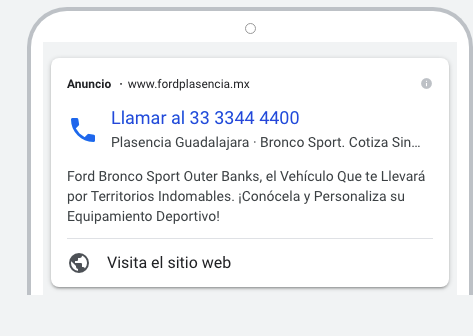 Anuncio · www.fordplasencia.mx
Llamar al 33 3344 4400
Plasencia Guadalajara · Bronco Sport. Cotiza Sin...
Ford Bronco Sport Outer Banks, el Vehículo Que te Llevará
por Territorios Indomables. ¡Conócela y Personaliza su
Equipamiento Deportivo!
Visita el sitio web